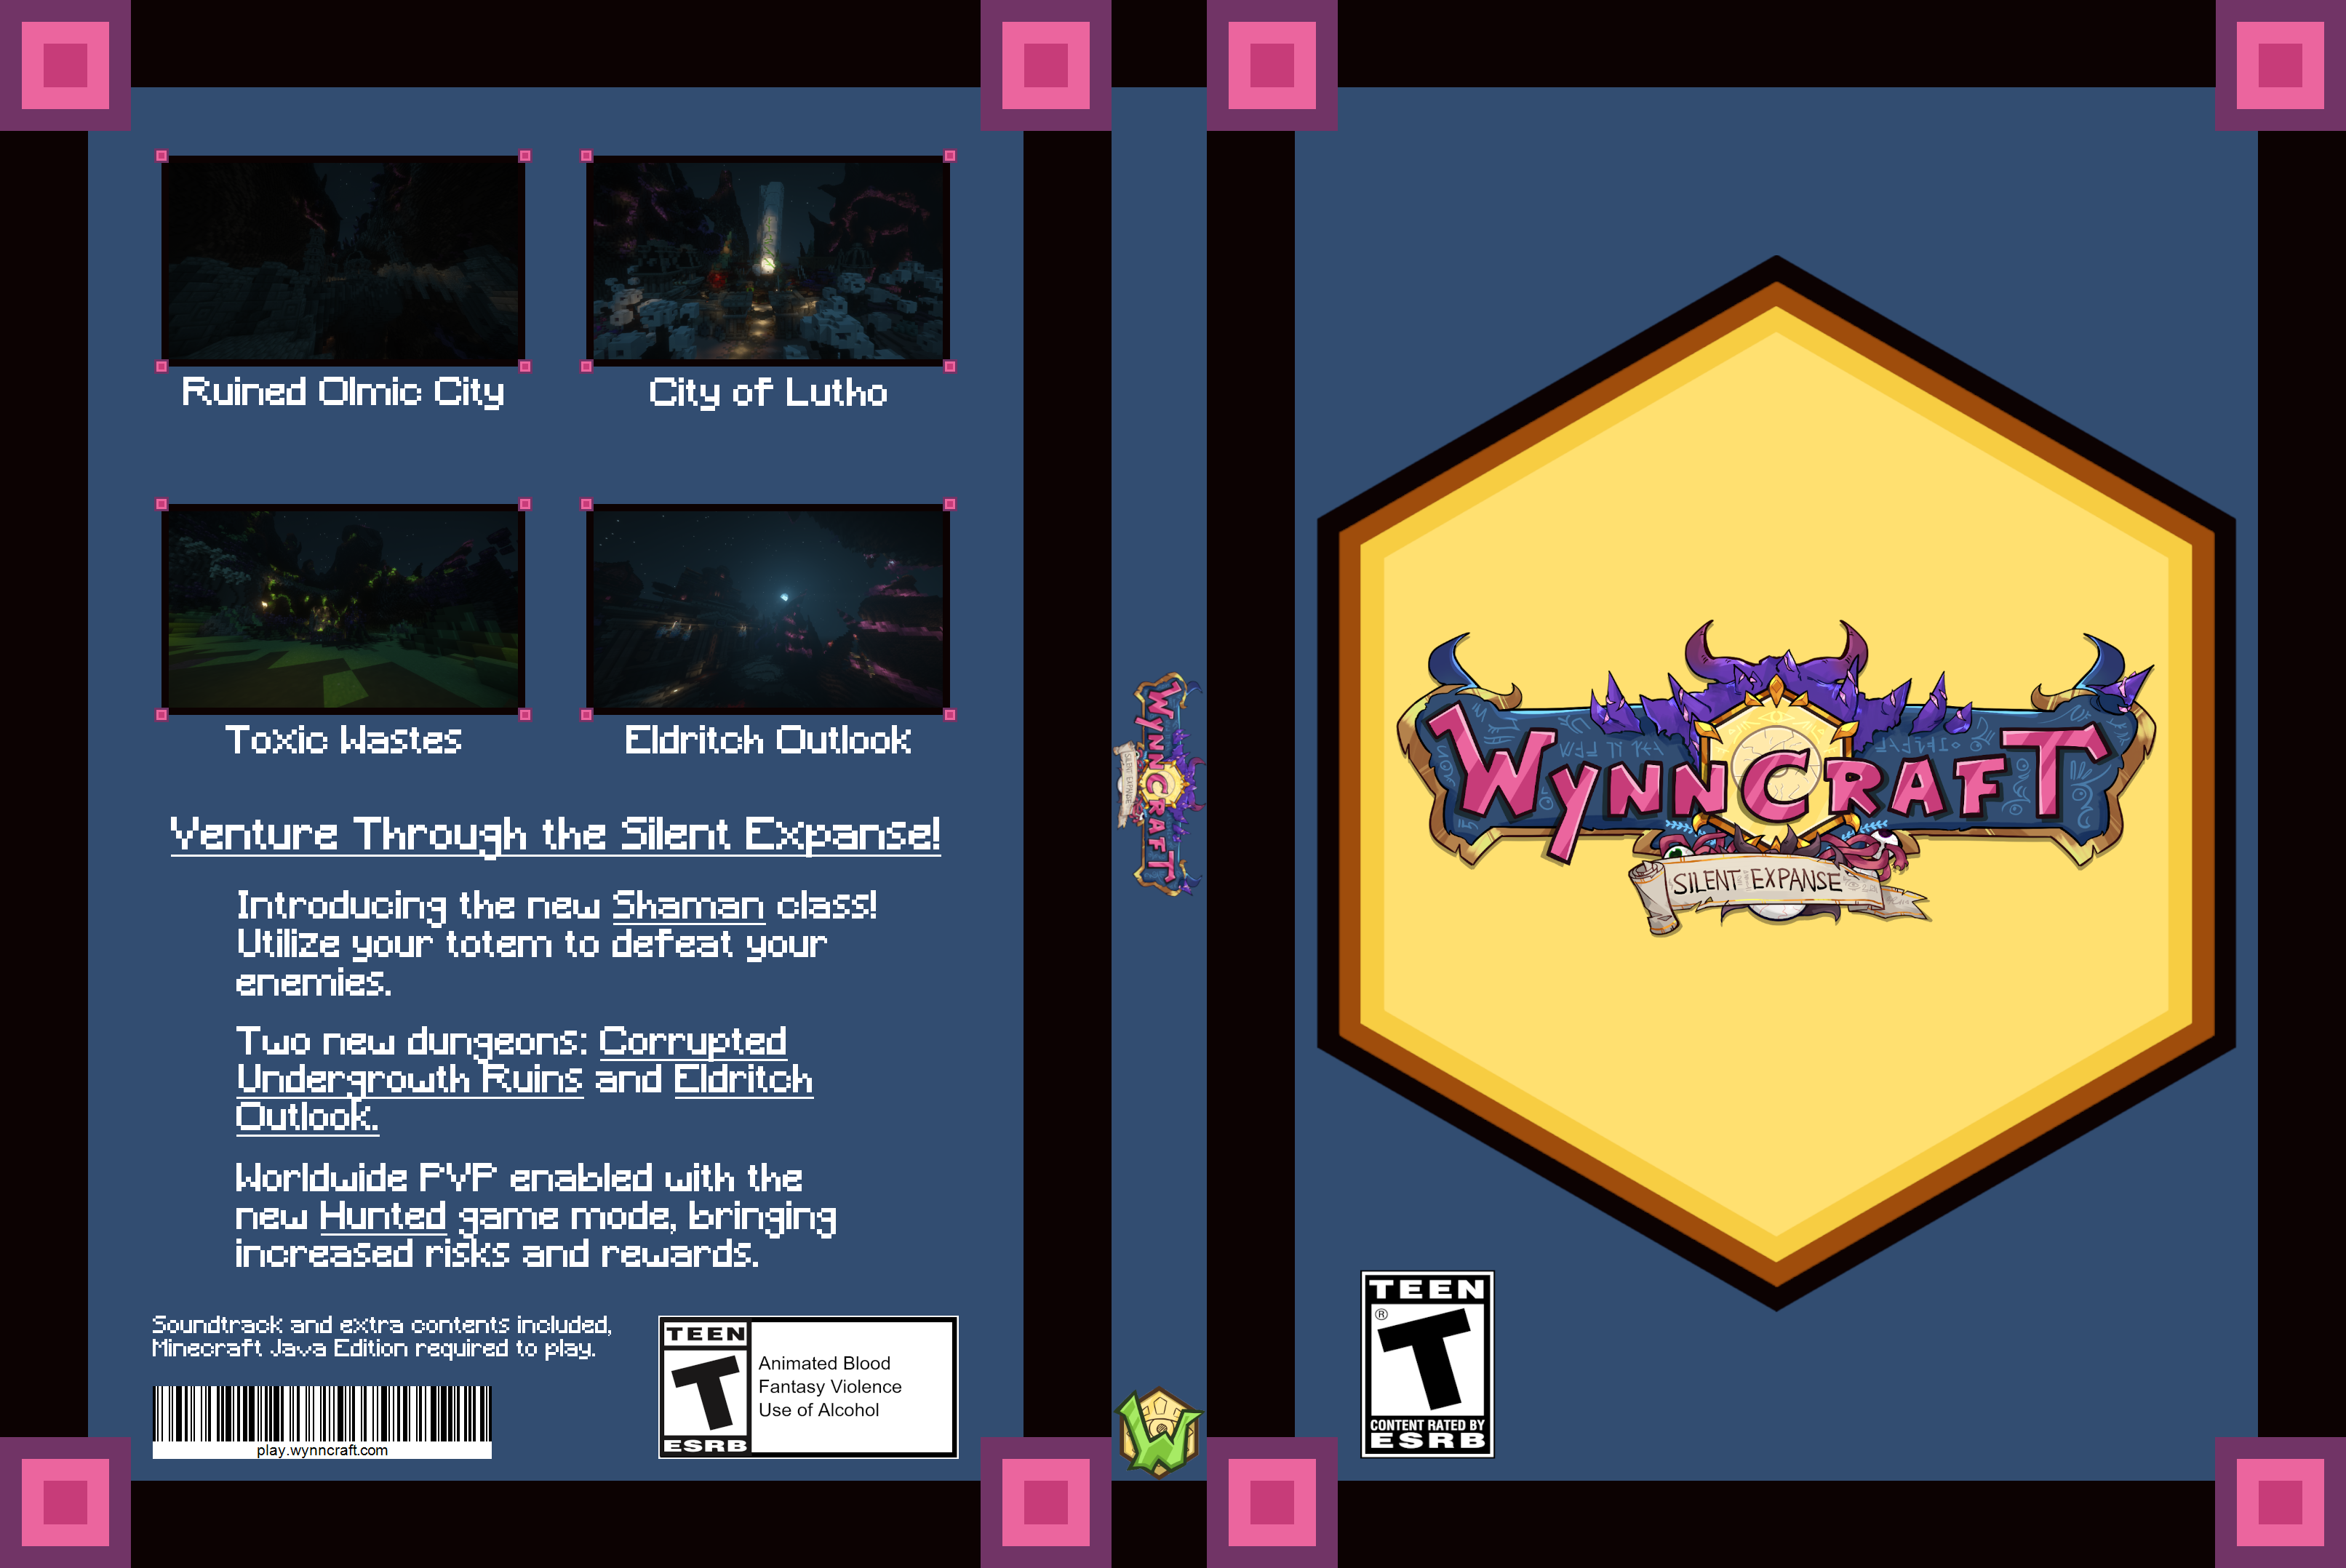 Ruined Olmic City
City of Lutho
Toxic Wastes
Eldritch Outlook
Venture Through the Silent Expanse!
Introducing the new Shaman class!
Utilize your totem to defeat your
enemies.
Two new dungeons: Corrupted
Undergrowth Ruins and Eldritch
Outlook.
Worldwide PVP enabled with the
new Hunted game mode, bringing
increased risks and rewards.
Soundtrack and extra contents included,
Minecraft Java Edition required to play.
play.wynncraft.com
TEEN
T
ESRB
Animated Blood
Fantasy Violence
Use of Alcohol
WYNNCRAFT
SILENT EXPANSE
W
WYNNCRAFT
SILENT EXPANSE
TEEN
®
T
CONTENT RATED BY
ESRB